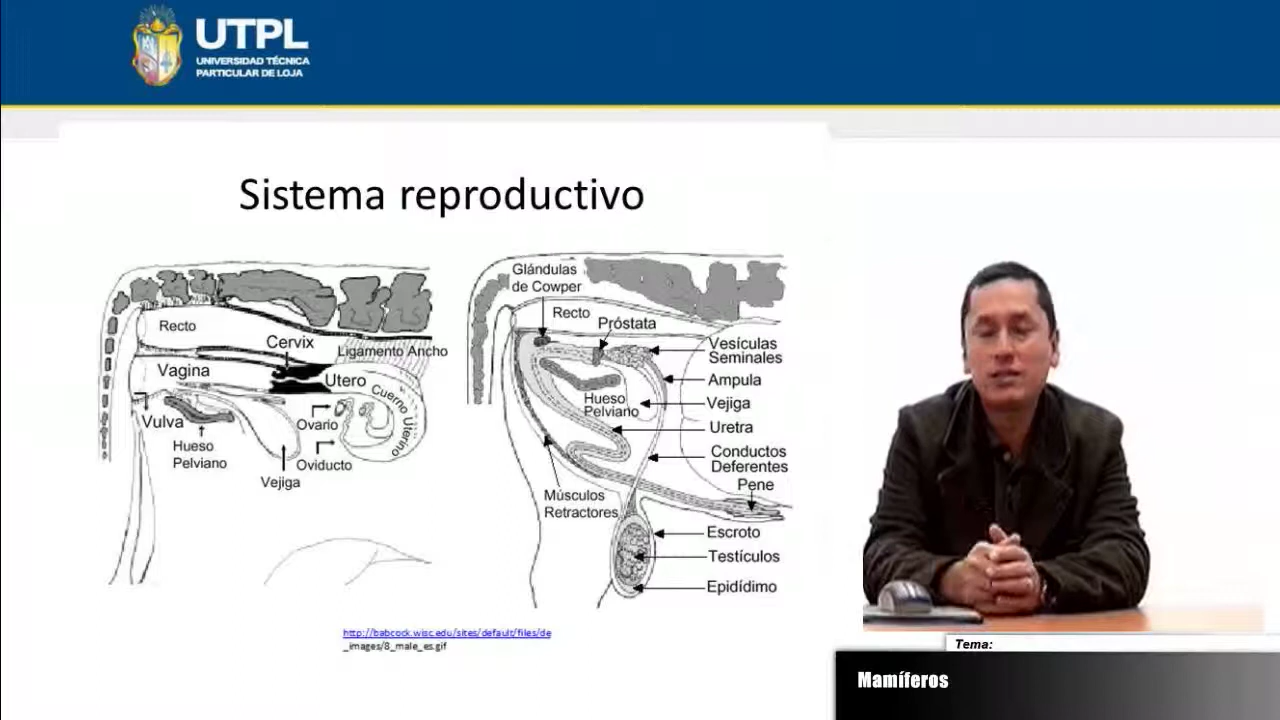 UTPL
UNIVERSIDAD TÉCNICA
PARTICULAR DE LOJA
Sistema reproductivo
Recto
Cervix
Ligamento Ancho
Vagina
Utero
Cuerno Uterino
Vulva
Ovario
Hueso
Pelviano
Oviducto
Vejiga
Glándulas
de Cowper
Recto
Próstata
Vesículas
Seminales
Ampula
Hueso
Pelviano
Vejiga
Uretra
Conductos
Deferentes
Pene
Músculos
Retractores
Escroto
Testículos
Epidídimo
http://babcock.wisc.edu/sites/default/files/de
_images/8_male_es.gif
Tema:
Mamíferos